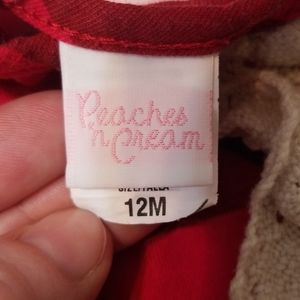 Peaches
'n Cream
SIZE/TALLA
12M